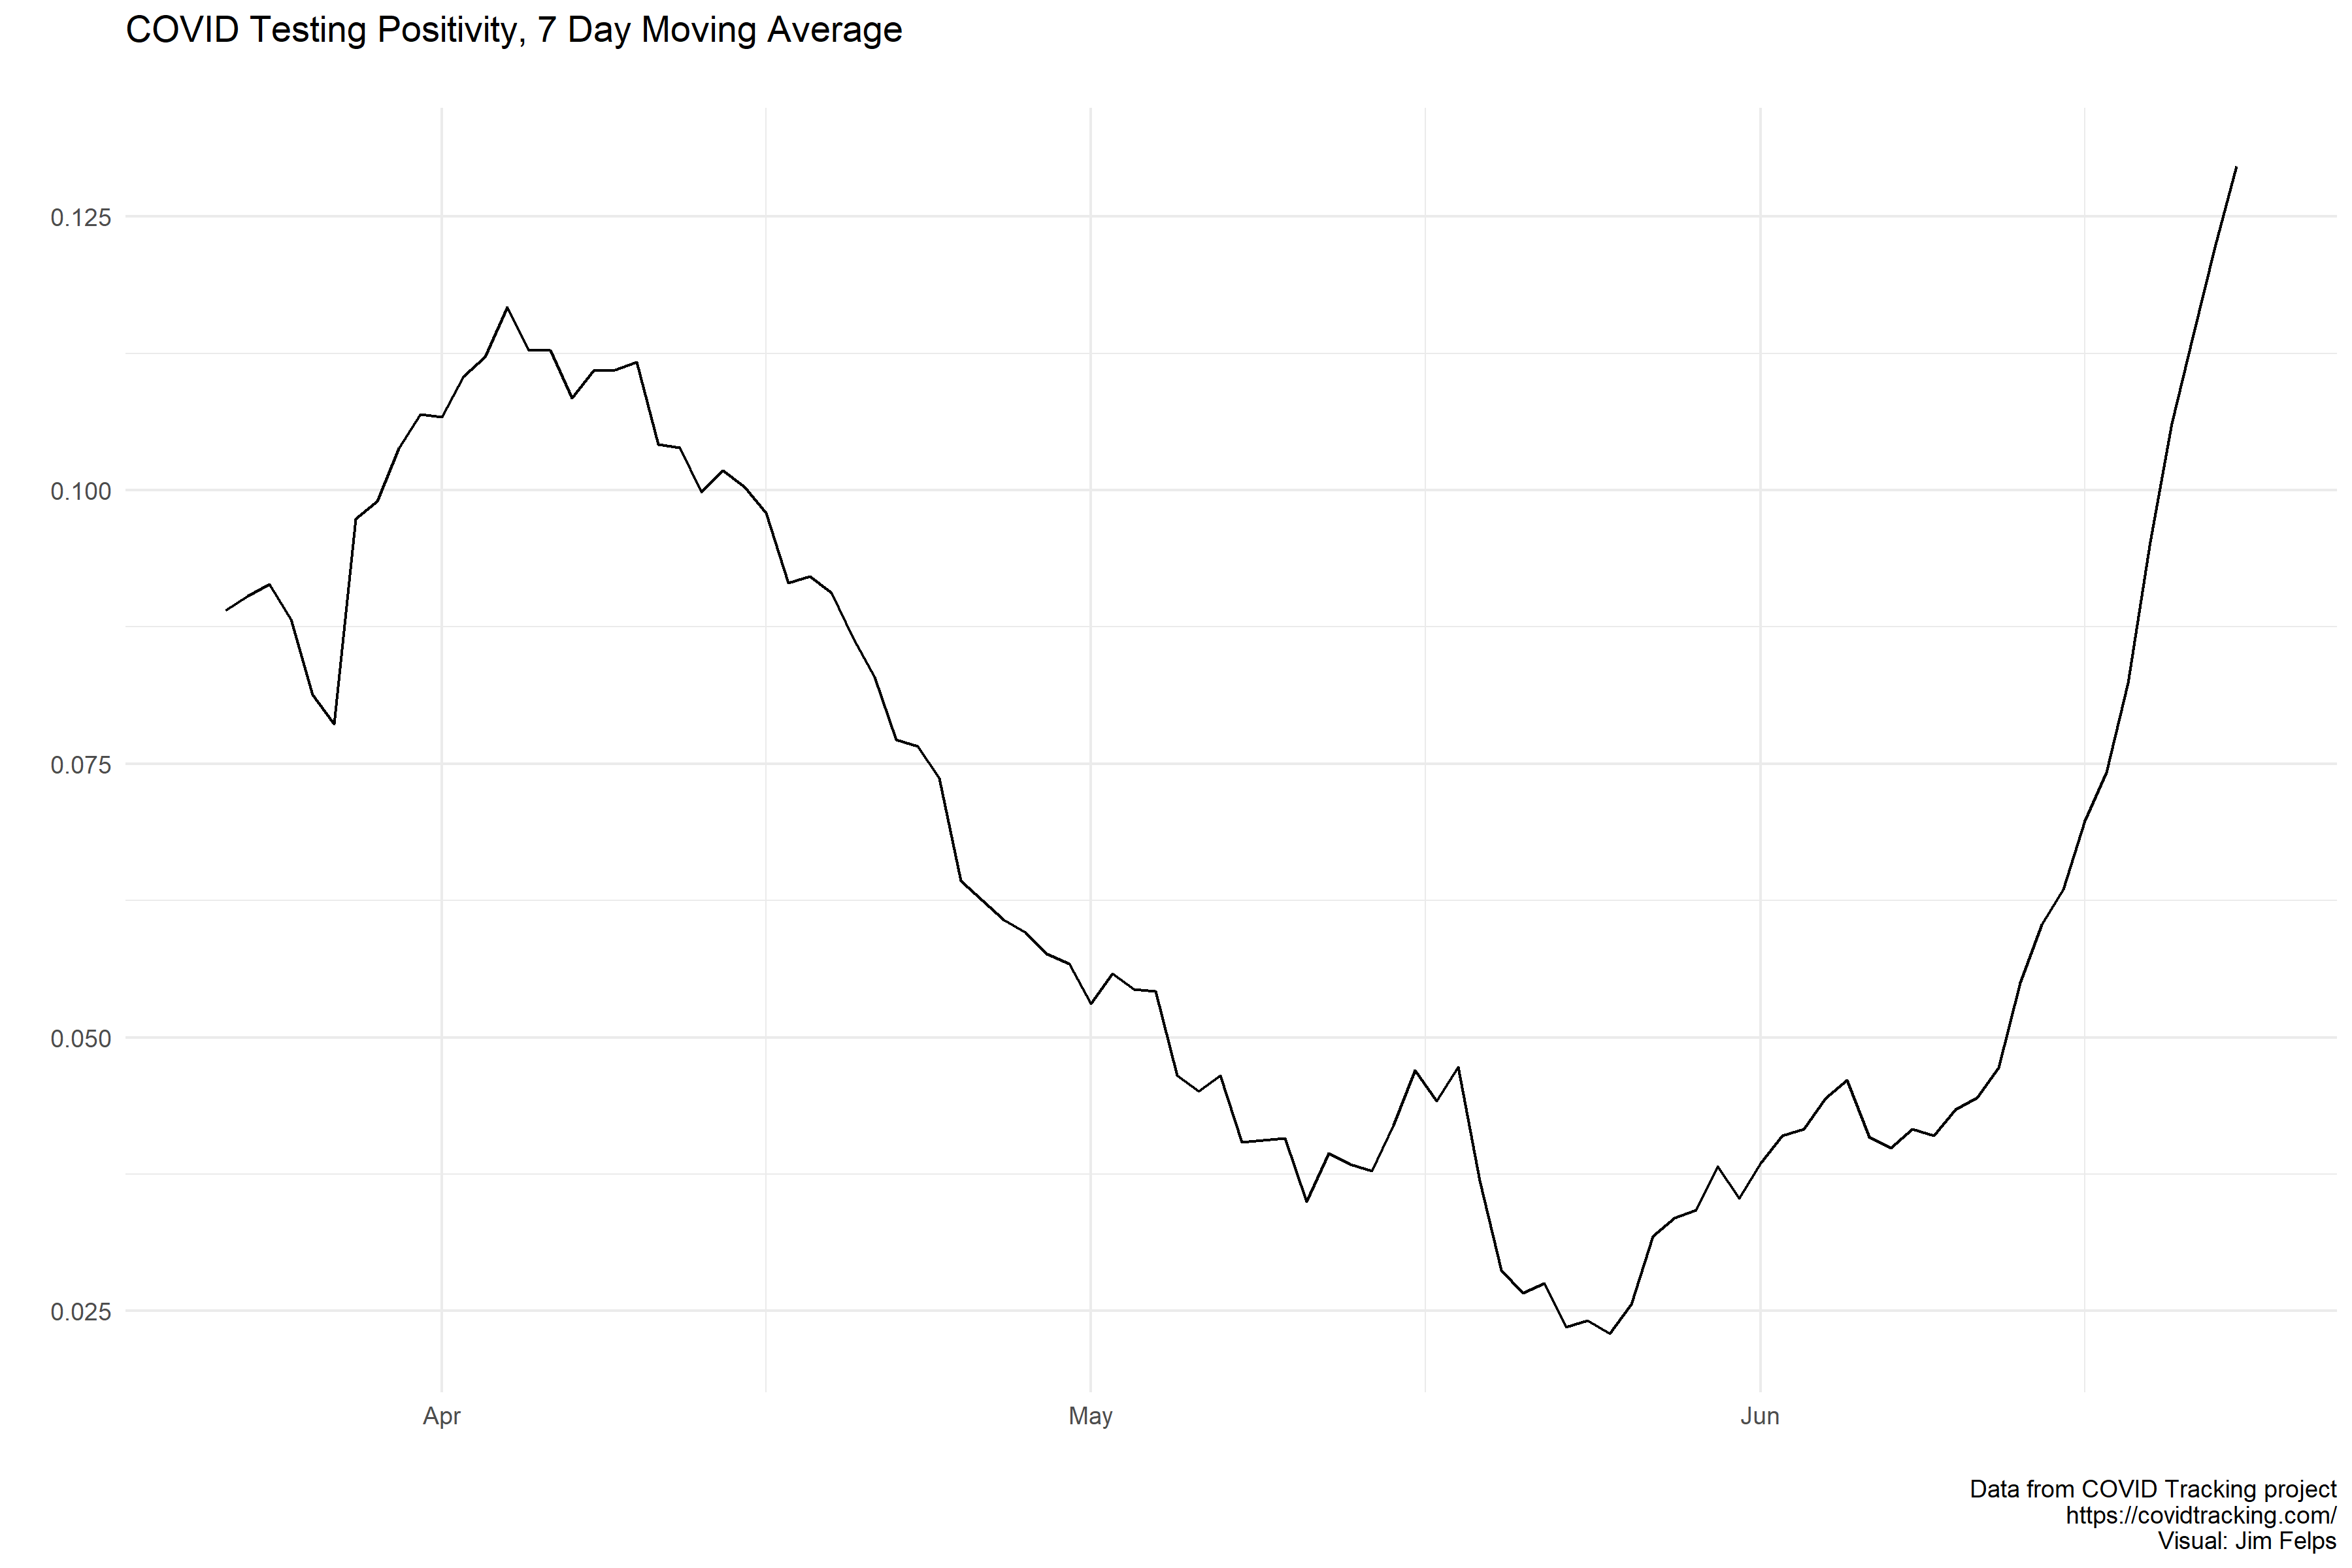 COVID Testing Positivity, 7 Day Moving Average
0.125
0.100
0.075
0.050
0.025
Apr May Jun
Data from COVID Tracking project
https://covidtracking.com/
Visual: Jim Felps